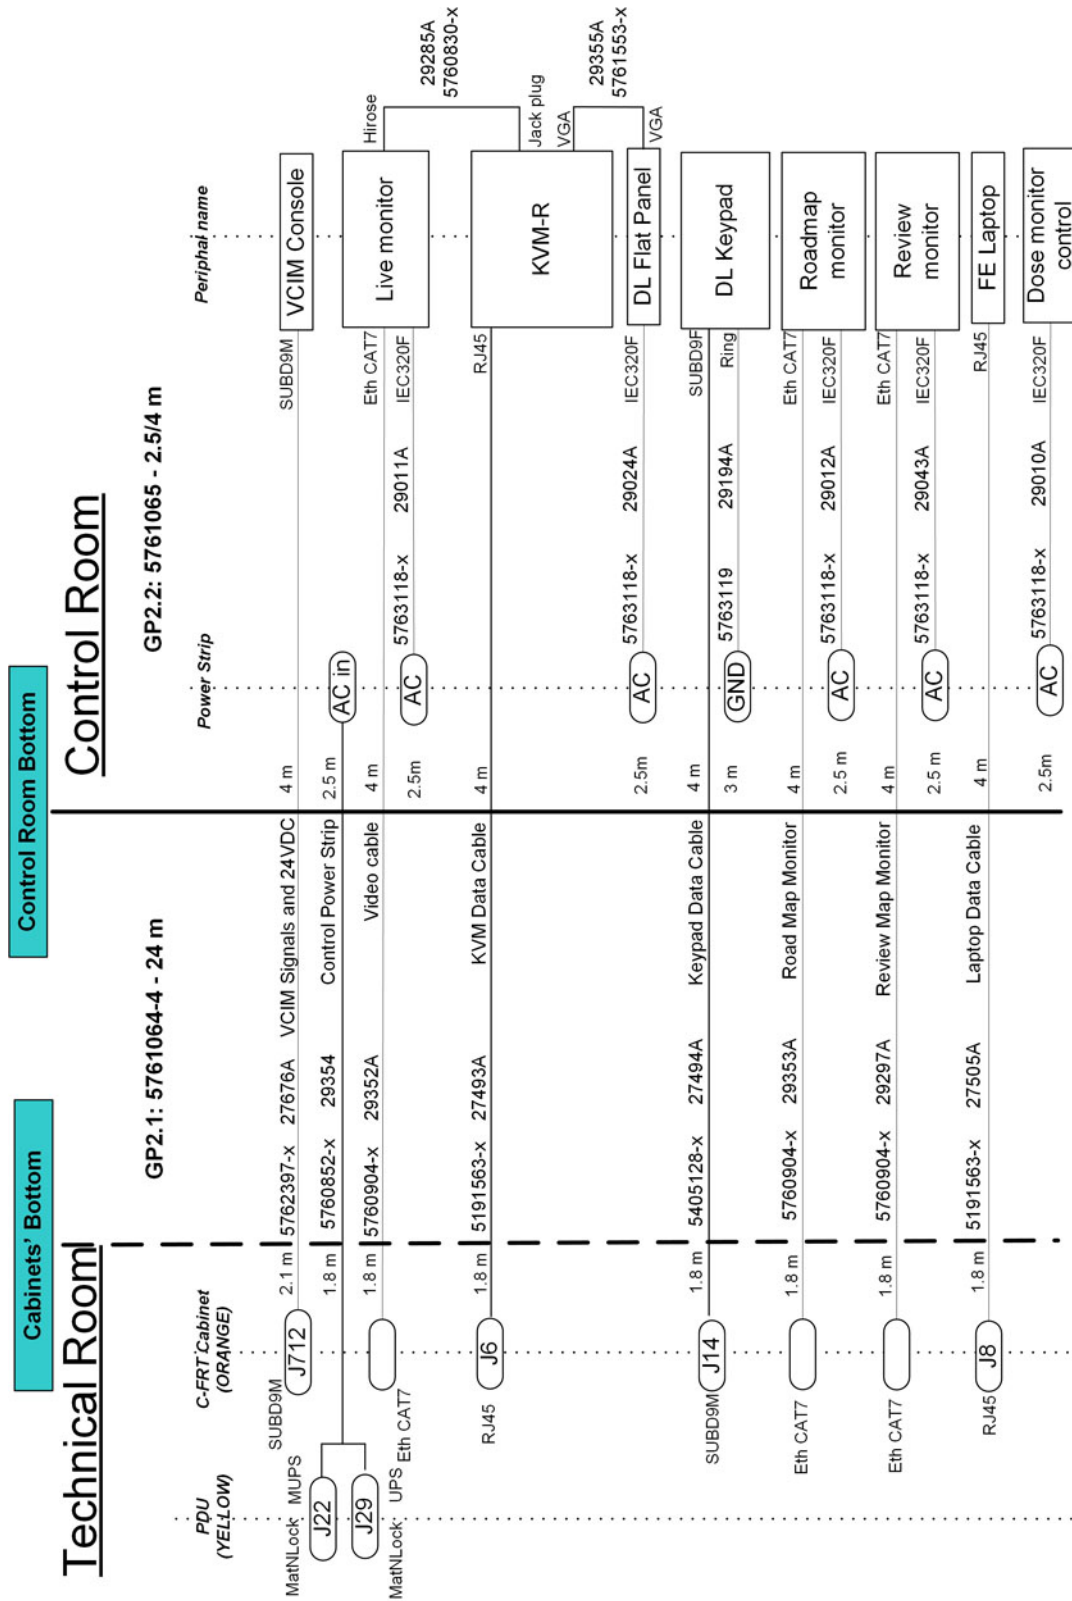 Cabinets' Bottom
Control Room Bottom
Technical Room
Control Room
GP2.1: 5761064-4 - 24 m
GP2.2: 5761065 - 2.5/4 m
PDU
(YELLOW)
C-FRT Cabinet
(ORANGE)
Power Strip
Periphal name
SUBD9M
J712
2.1 m
5762397-x
27676A
VCIM Signals and 24VDC
4 m
SUBD9M
VCIM Console
MatNLock MUPS
J22
J29
MatNLock UPS
1.8 m
5760852-x
29354
Control Power Strip
2.5 m
AC in
Eth CAT7
1.8 m
5760904-x
29352A
Video cable
4 m
Eth CAT7
Live monitor
Hirose
2.5m
AC
5763118-x
29011A
IEC320F
29285A
5760830-x
RJ45
J6
1.8 m
5191563-x
27493A
KVM Data Cable
4 m
RJ45
KVM-R
Jack plug
VGA
29355A
5761553-x
VGA
2.5m
AC
5763118-x
29024A
IEC320F
DL Flat Panel
SUBD9M
J14
1.8 m
5405128-x
27494A
Keypad Data Cable
4 m
SUBD9F
DL Keypad
3 m
GND
5763119
29194A
Ring
Eth CAT7
1.8 m
5760904-x
29353A
Road Map Monitor
4 m
Eth CAT7
Roadmap
monitor
2.5 m
AC
5763118-x
29012A
IEC320F
Eth CAT7
1.8 m
5760904-x
29297A
Review Map Monitor
4 m
Eth CAT7
Review
monitor
2.5 m
AC
5763118-x
29043A
IEC320F
RJ45
J8
1.8 m
5191563-x
27505A
Laptop Data Cable
4 m
RJ45
FE Laptop
2.5m
AC
5763118-x
29010A
IEC320F
Dose monitor
control